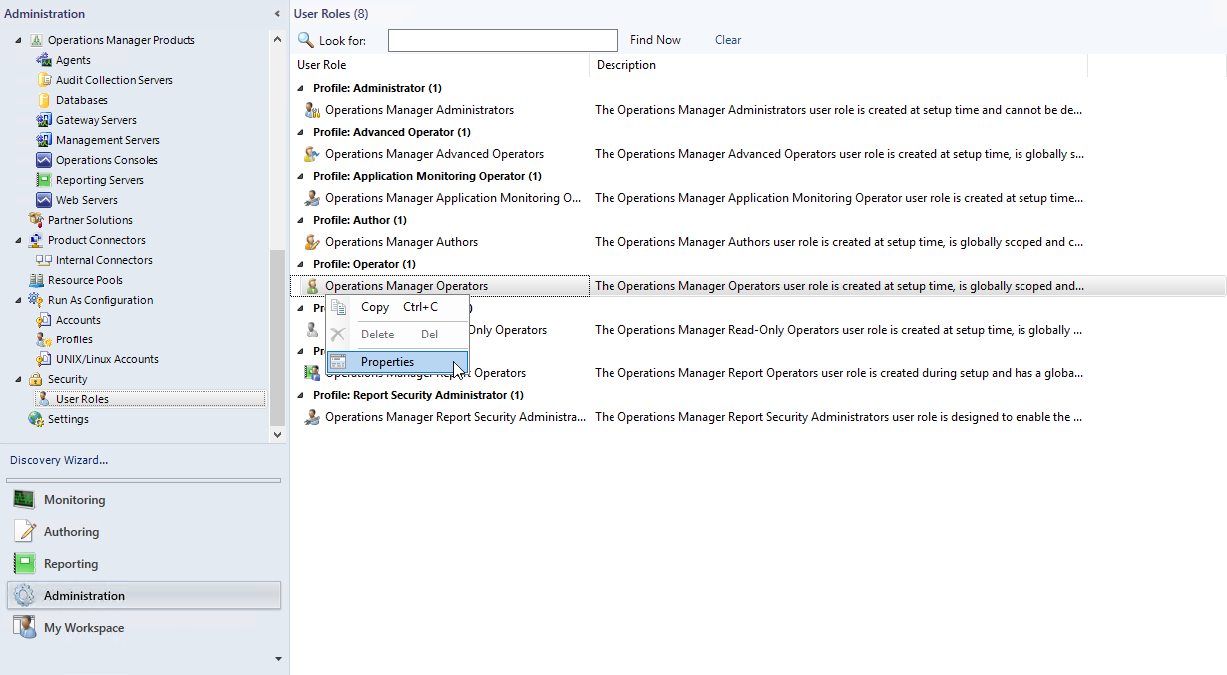 Administration
Operations Manager Products
Agents
Audit Collection Servers
Databases
Gateway Servers
Management Servers
Operations Consoles
Reporting Servers
Web Servers
Partner Solutions
Product Connectors
Internal Connectors
Resource Pools
Run As Configuration
Accounts
Profiles
UNIX/Linux Accounts
Security
User Roles
Settings
Discovery Wizard...
Monitoring
Authoring
Reporting
Administration
My Workspace
User Roles (8)
Look for: Find Now Clear
User Role Description
Profile: Administrator (1)
Operations Manager Administrators The Operations Manager Administrators user role is created at setup time and cannot be de...
Profile: Advanced Operator (1)
Operations Manager Advanced Operators The Operations Manager Advanced Operators user role is created at setup time, is globally s...
Profile: Application Monitoring Operator (1)
Operations Manager Application Monitoring O... The Operations Manager Application Monitoring Operator user role is created at setup time...
Profile: Author (1)
Operations Manager Authors The Operations Manager Authors user role is created at setup time, is globally scoped and c...
Profile: Operator (1)
Operations Manager Operators The Operations Manager Operators user role is created at setup time, is globally scoped and...
Copy Ctrl+C
Only Operators The Operations Manager Read-Only Operators user role is created at setup time, is globally ...
Delete Del
Properties
Operators The Operations Manager Report Operators user role is created during setup and has a globa...
Profile: Report Security Administrator (1)
Operations Manager Report Security Administra... The Operations Manager Report Security Administrators user role is designed to enable the ...